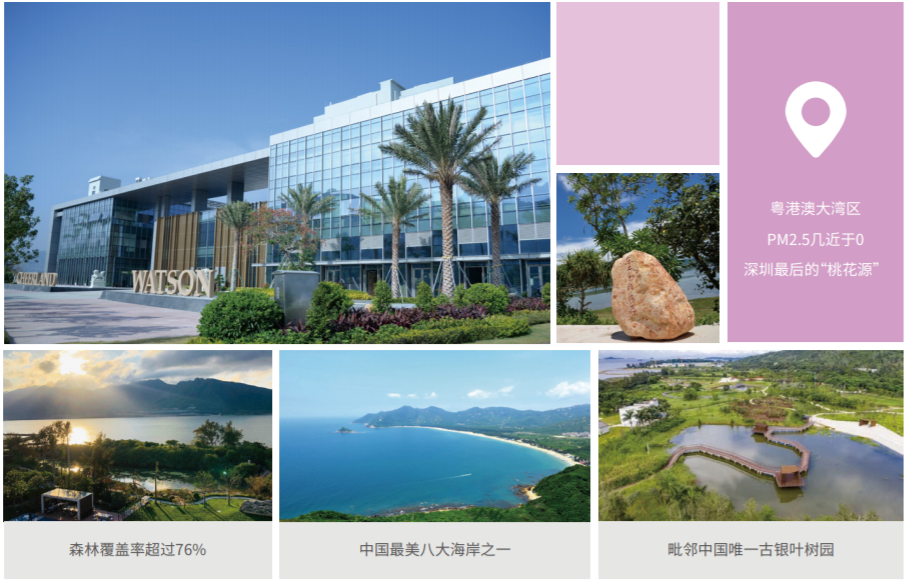 CHEERLAND
WATSON
粤港澳大湾区
PM2.5几近于0
深圳最后的“桃花源”
森林覆盖率超过76%
中国最美八大海岸之一
毗邻中国唯一古银叶树园